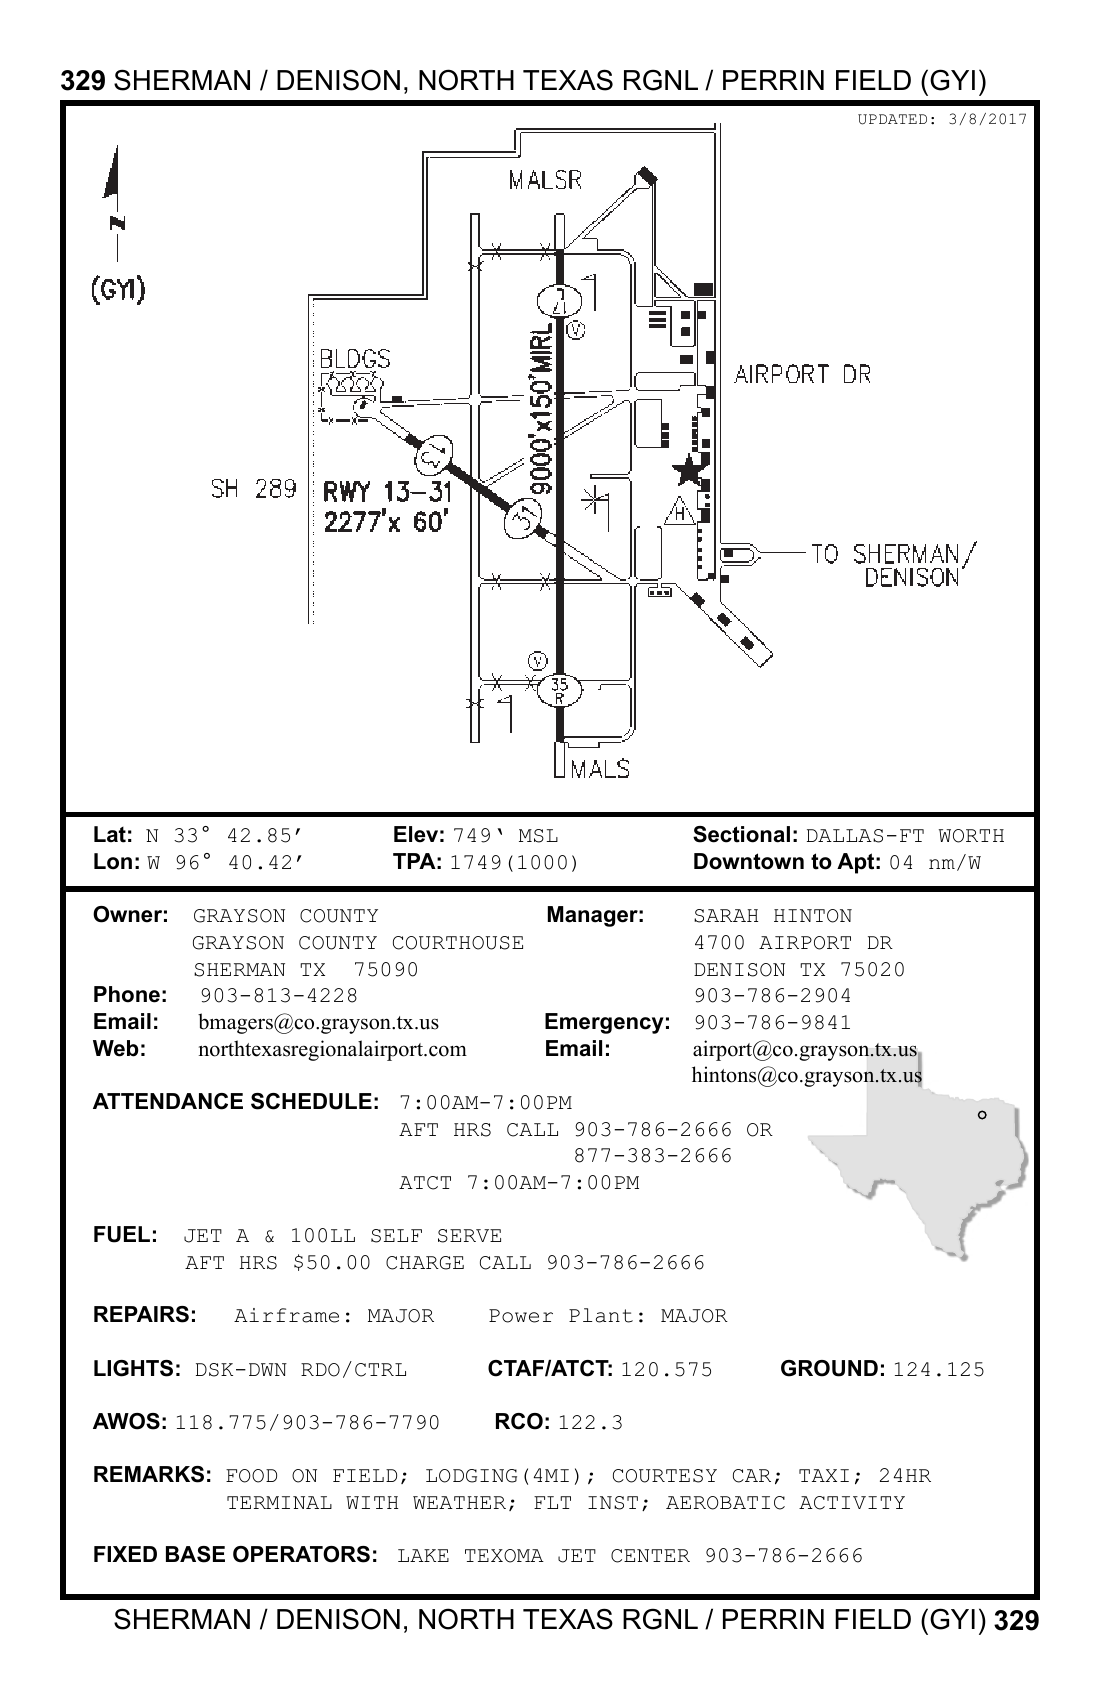 329 SHERMAN / DENISON, NORTH TEXAS RGNL / PERRIN FIELD (GYI)
UPDATED: 3/8/2017
MALSR
N
(GYI)
17
L
V
BLDGS
9000'x150'MIRL
AIRPORT DR
13
SH 289
RWY 13-31
2277'x 60'
31
H
TO SHERMAN/
DENISON
V
35
R
MALS
Lat: N 33° 42.85’ Elev: 749‘ MSL Sectional: DALLAS-FT WORTH
Lon: W 96° 40.42’ TPA: 1749(1000) Downtown to Apt: 04 nm/W
Owner: GRAYSON COUNTY Manager: SARAH HINTON
GRAYSON COUNTY COURTHOUSE 4700 AIRPORT DR
SHERMAN TX 75090 DENISON TX 75020
Phone: 903-813-4228 903-786-2904
Email: bmagers@co.grayson.tx.us Emergency: 903-786-9841
Web: northtexasregionalairport.com Email: airport@co.grayson.tx.us
hintons@co.grayson.tx.us
ATTENDANCE SCHEDULE: 7:00AM-7:00PM
AFT HRS CALL 903-786-2666 OR
877-383-2666
ATCT 7:00AM-7:00PM
FUEL: JET A & 100LL SELF SERVE
AFT HRS $50.00 CHARGE CALL 903-786-2666
REPAIRS: Airframe: MAJOR Power Plant: MAJOR
LIGHTS: DSK-DWN RDO/CTRL CTAF/ATCT: 120.575 GROUND: 124.125
AWOS: 118.775/903-786-7790 RCO: 122.3
REMARKS: FOOD ON FIELD; LODGING(4MI); COURTESY CAR; TAXI; 24HR
TERMINAL WITH WEATHER; FLT INST; AEROBATIC ACTIVITY
FIXED BASE OPERATORS: LAKE TEXOMA JET CENTER 903-786-2666
SHERMAN / DENISON, NORTH TEXAS RGNL / PERRIN FIELD (GYI) 329